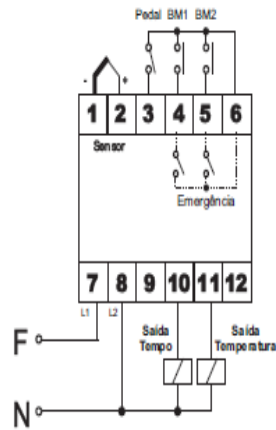 Pedal BM1 BM2
- +
1 2 3 4 5 6
Sensor
Emergência
7 8 9 10 11 12
L1 L2
F
Saída Tempo
Saída Temperatura
N